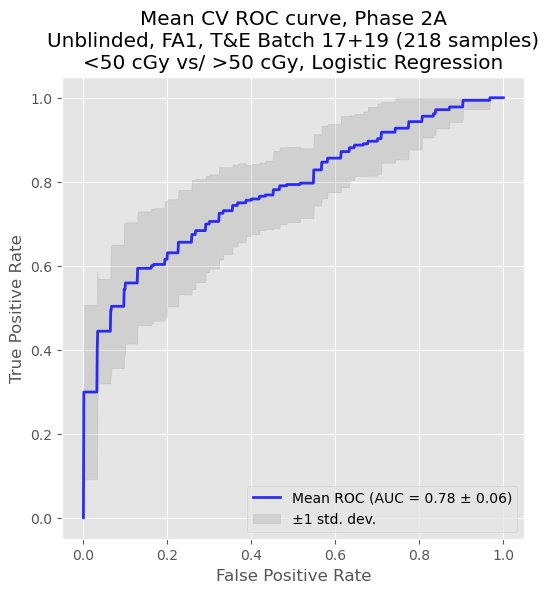 Mean CV ROC curve, Phase 2A
Unblinded, FA1, T&E Batch 17+19 (218 samples)
<50 cGy vs/ >50 cGy, Logistic Regression
True Positive Rate
1.0
0.8
0.6
0.4
0.2
0.0
Mean ROC (AUC = 0.78 ± 0.06)
±1 std. dev.
0.0 0.2 0.4 0.6 0.8 1.0
False Positive Rate